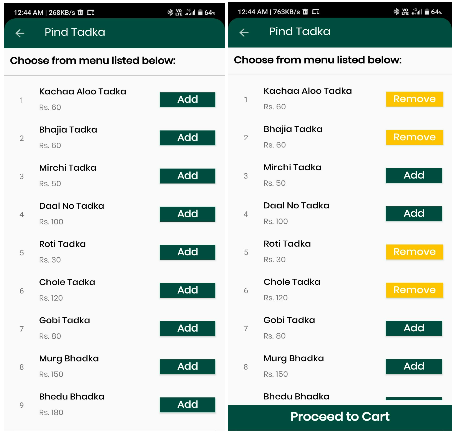 12:44 AM | 268KB/s
64%
Pind Tadka
Choose from menu listed below:
1
Kachaa Aloo Tadka
Rs. 60
Add
2
Bhajia Tadka
Rs. 60
Add
3
Mirchi Tadka
Rs. 50
Add
4
Daal No Tadka
Rs. 100
Add
5
Roti Tadka
Rs. 30
Add
6
Chole Tadka
Rs. 120
Add
7
Gobi Tadka
Rs. 80
Add
8
Murg Bhadka
Rs. 150
Add
9
Bhedu Bhadka
Rs. 180
Add
12:44 AM | 763KB/s
64%
Pind Tadka
Choose from menu listed below:
1
Kachaa Aloo Tadka
Rs. 60
Remove
2
Bhajia Tadka
Rs. 60
Remove
3
Mirchi Tadka
Rs. 50
Add
4
Daal No Tadka
Rs. 100
Add
5
Roti Tadka
Rs. 30
Remove
6
Chole Tadka
Rs. 120
Remove
7
Gobi Tadka
Rs. 80
Add
8
Murg Bhadka
Rs. 150
Add
Bhedu Bhadka
Proceed to Cart